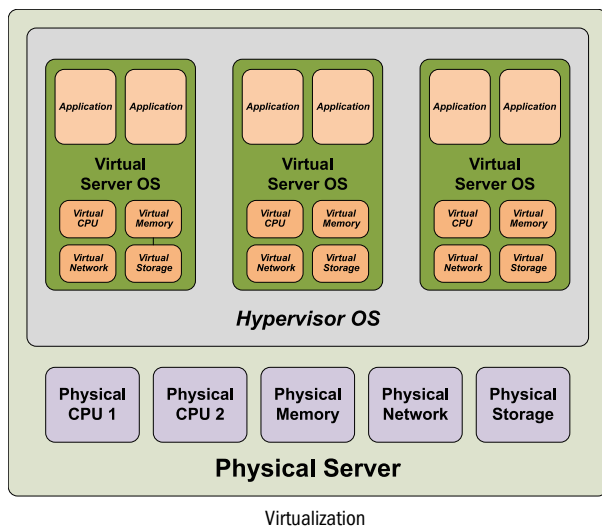 Application Application Application Application Application Application
Virtual Server OS Virtual Server OS Virtual Server OS
Virtual CPU Virtual Memory Virtual CPU Virtual Memory Virtual CPU Virtual Memory
Virtual Network Virtual Storage Virtual Network Virtual Storage Virtual Network Virtual Storage
Hypervisor OS
Physical CPU 1 Physical CPU 2 Physical Memory Physical Network Physical Storage
Physical Server
Virtualization